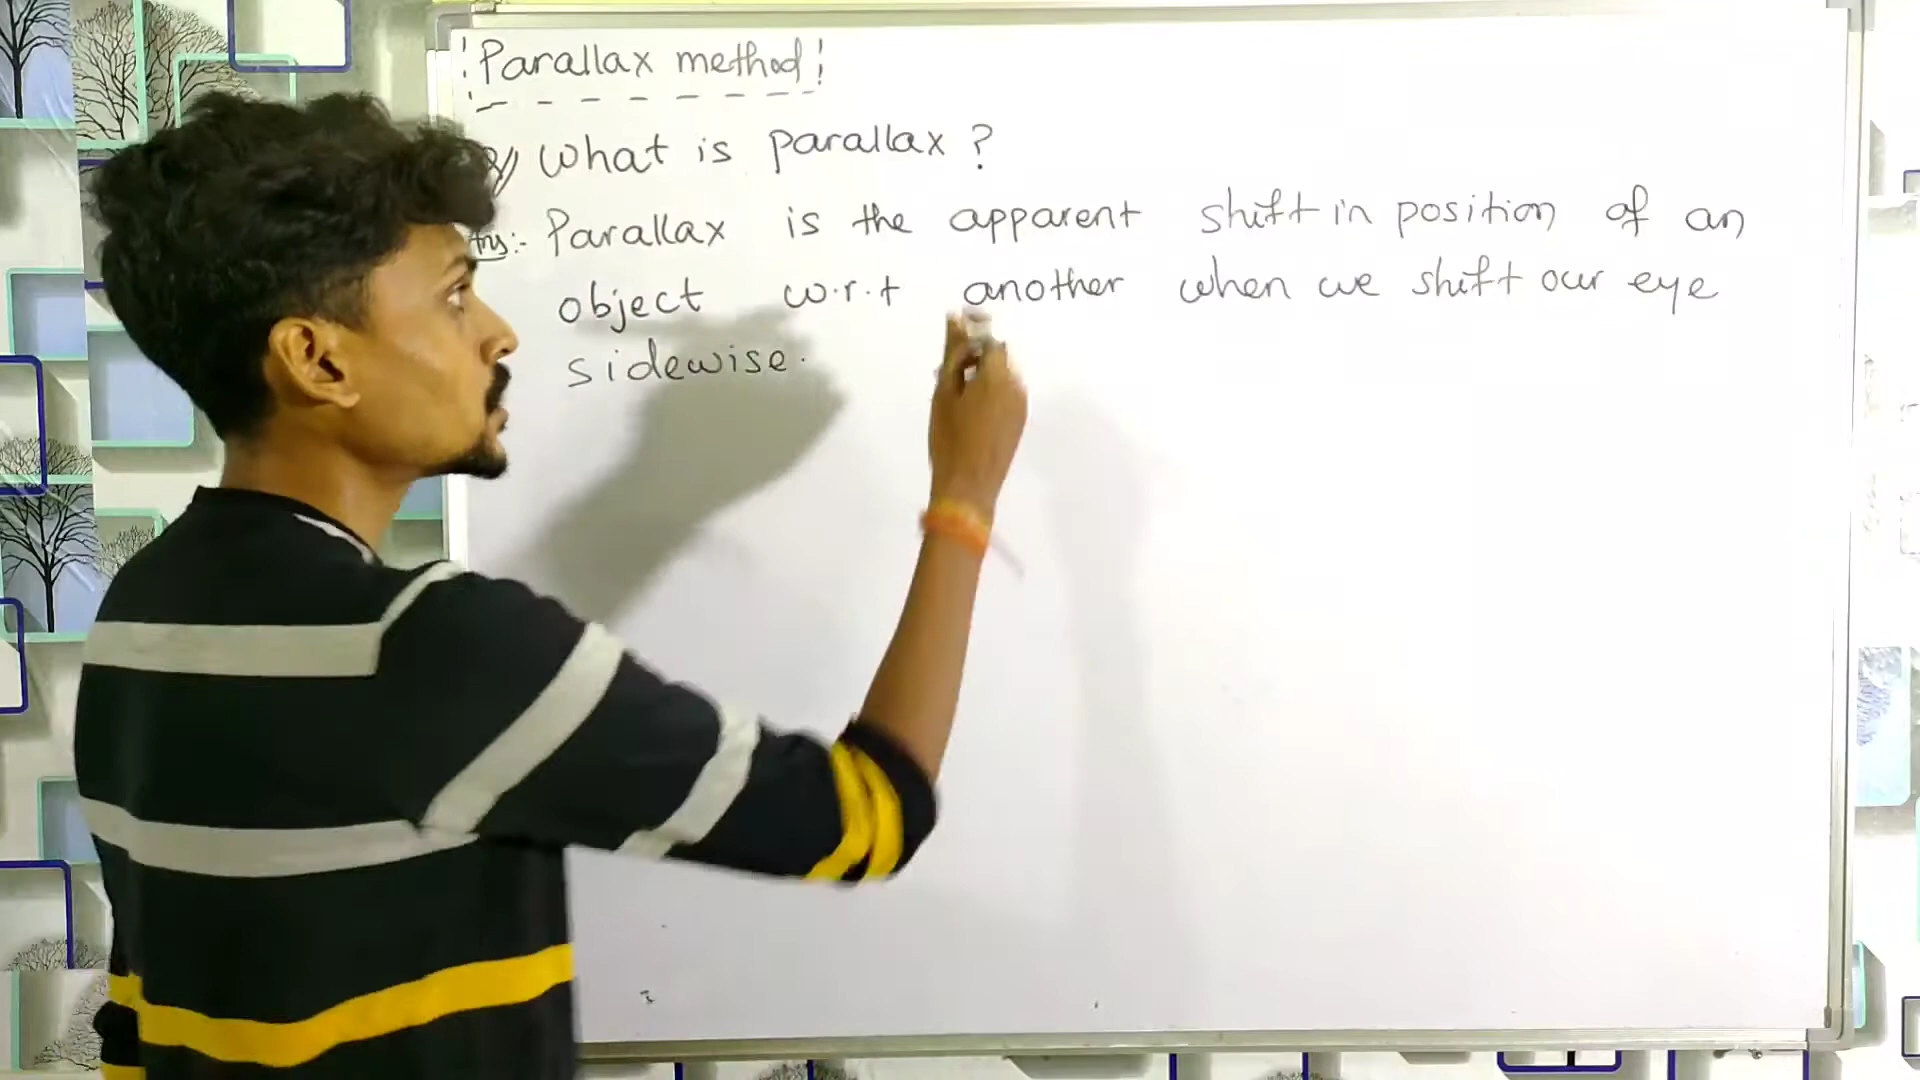 Parallax method
What is parallax?
Ans:- Parallax is the apparent shift in position of an
object w.r.t another when we shift our eye
sidewise.